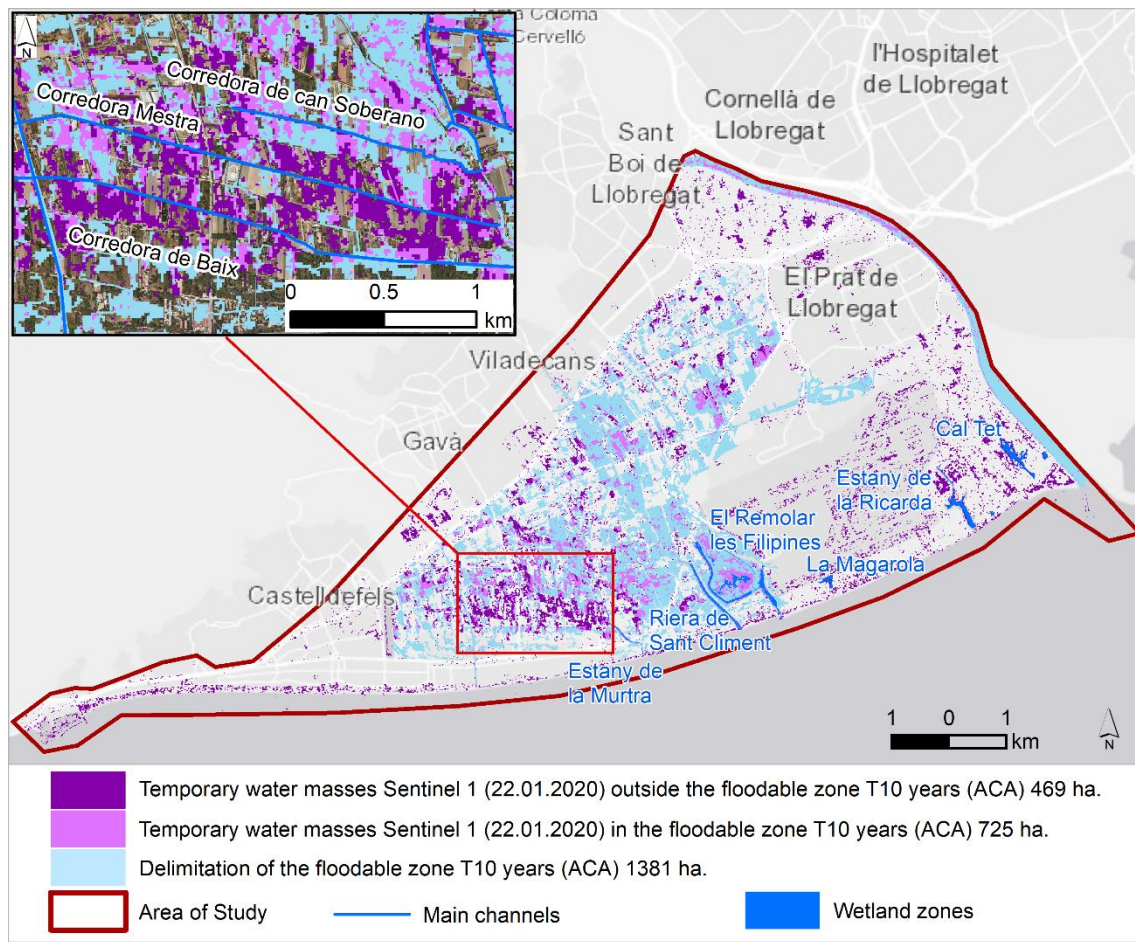 Santa Coloma
de Cervelló
N
Corredora de can Soberano
Corredora Mestra
Corredora de Baix
0 0.5 1
km
l'Hospitalet
de Llobregat
Cornellà de
Llobregat
Sant
Boi de
Llobregat
El Prat de
Llobregat
Viladecans
Gavà
Castelldefels
Cal Tet
Estany de
la Ricarda
El Remolar
les Filipines
La Magarola
Riera de
Sant Climent
Estany de
la Murtra
1 0 1
km
N
Temporary water masses Sentinel 1 (22.01.2020) outside the floodable zone T10 years (ACA) 469 ha.
Temporary water masses Sentinel 1 (22.01.2020) in the floodable zone T10 years (ACA) 725 ha.
Delimitation of the floodable zone T10 years (ACA) 1381 ha.
Area of Study
Main channels
Wetland zones